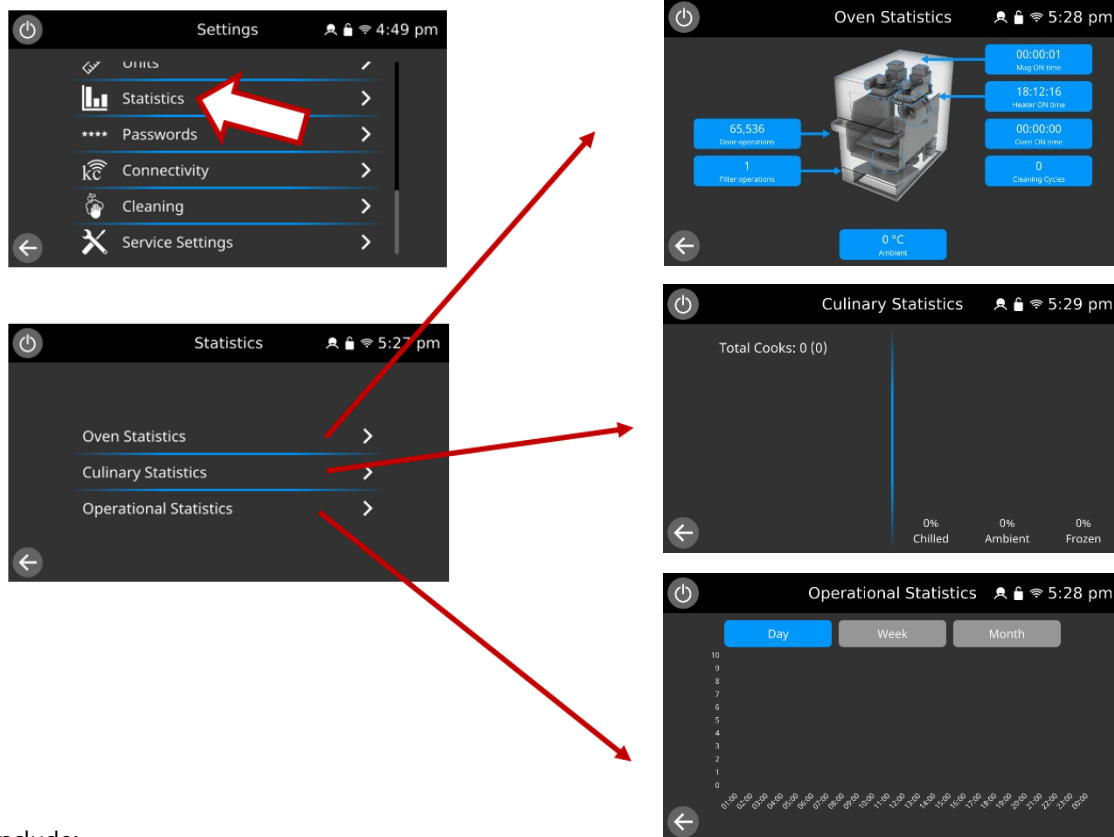 Settings 4:49 pm
Units
Statistics
**** Passwords
kc Connectivity
Cleaning
Service Settings
Statistics 5:27 pm
Oven Statistics
Culinary Statistics
Operational Statistics
Oven Statistics 5:28 pm
00:00:01
Mag ON time
18:12:16
Heater ON time
65,536
Door operations
00:00:00
Oven ON time
1
Filter operations
0
Cleaning Cycles
0 °C
Ambient
Culinary Statistics 5:29 pm
Total Cooks: 0 (0)
0% 0% 0%
Chilled Ambient Frozen
Operational Statistics 5:28 pm
Day Week Month
10
9
8
7
6
5
4
3
2
1
0
01:00 02:00 03:00 04:00 05:00 06:00 07:00 08:00 09:00 10:00 11:00 12:00 13:00 14:00 15:00 16:00 17:00 18:00 19:00 20:00 21:00 22:00 23:00 00:00